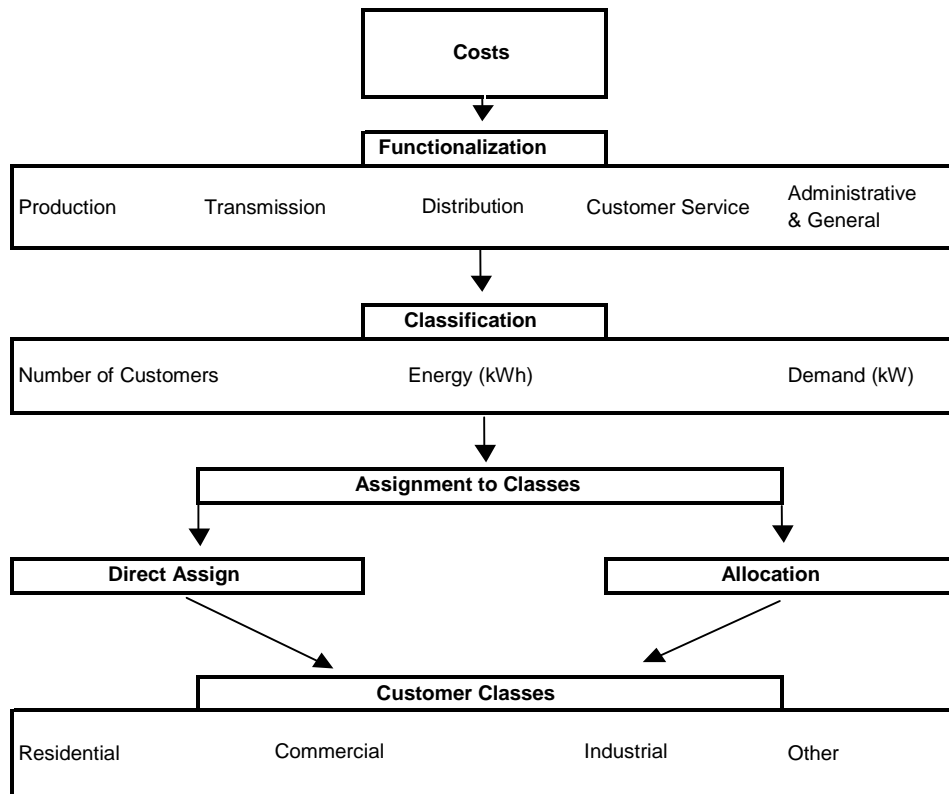 Costs
Functionalization
Production Transmission Distribution Customer Service Administrative
& General
Classification
Number of Customers Energy (kWh) Demand (kW)
Assignment to Classes
Direct Assign Allocation
Customer Classes
Residential Commercial Industrial Other